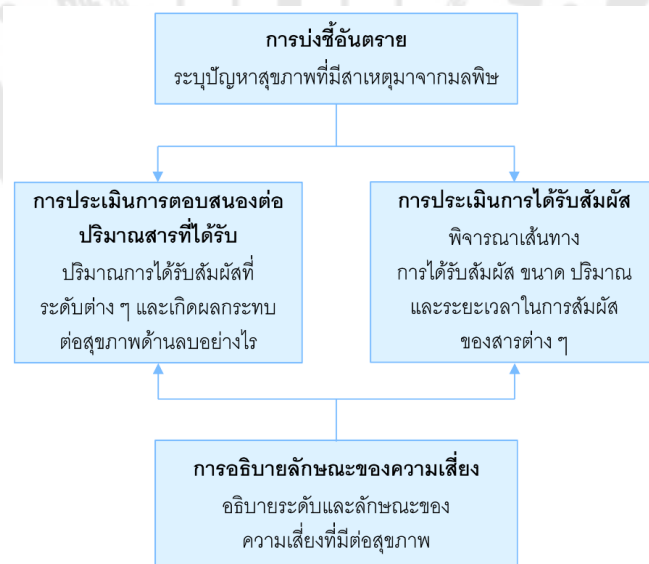 การบ่งชี้อันตราย
ระบุปัญหาสุขภาพที่มีสาเหตุมาจากมลพิษ
การประเมินการตอบสนองต่อ
ปริมาณสารที่ได้รับ
ปริมาณการได้รับสัมผัสที่
ระดับต่าง ๆ และเกิดผลกระทบ
ต่อสุขภาพด้านลบอย่างไร
การประเมินการได้รับสัมผัส
พิจารณาเส้นทาง
การได้รับสัมผัส ขนาด ปริมาณ
และระยะเวลาในการสัมผัส
ของสารต่าง ๆ
การอธิบายลักษณะของความเสี่ยง
อธิบายระดับและลักษณะของ
ความเสี่ยงที่มีต่อสุขภาพ